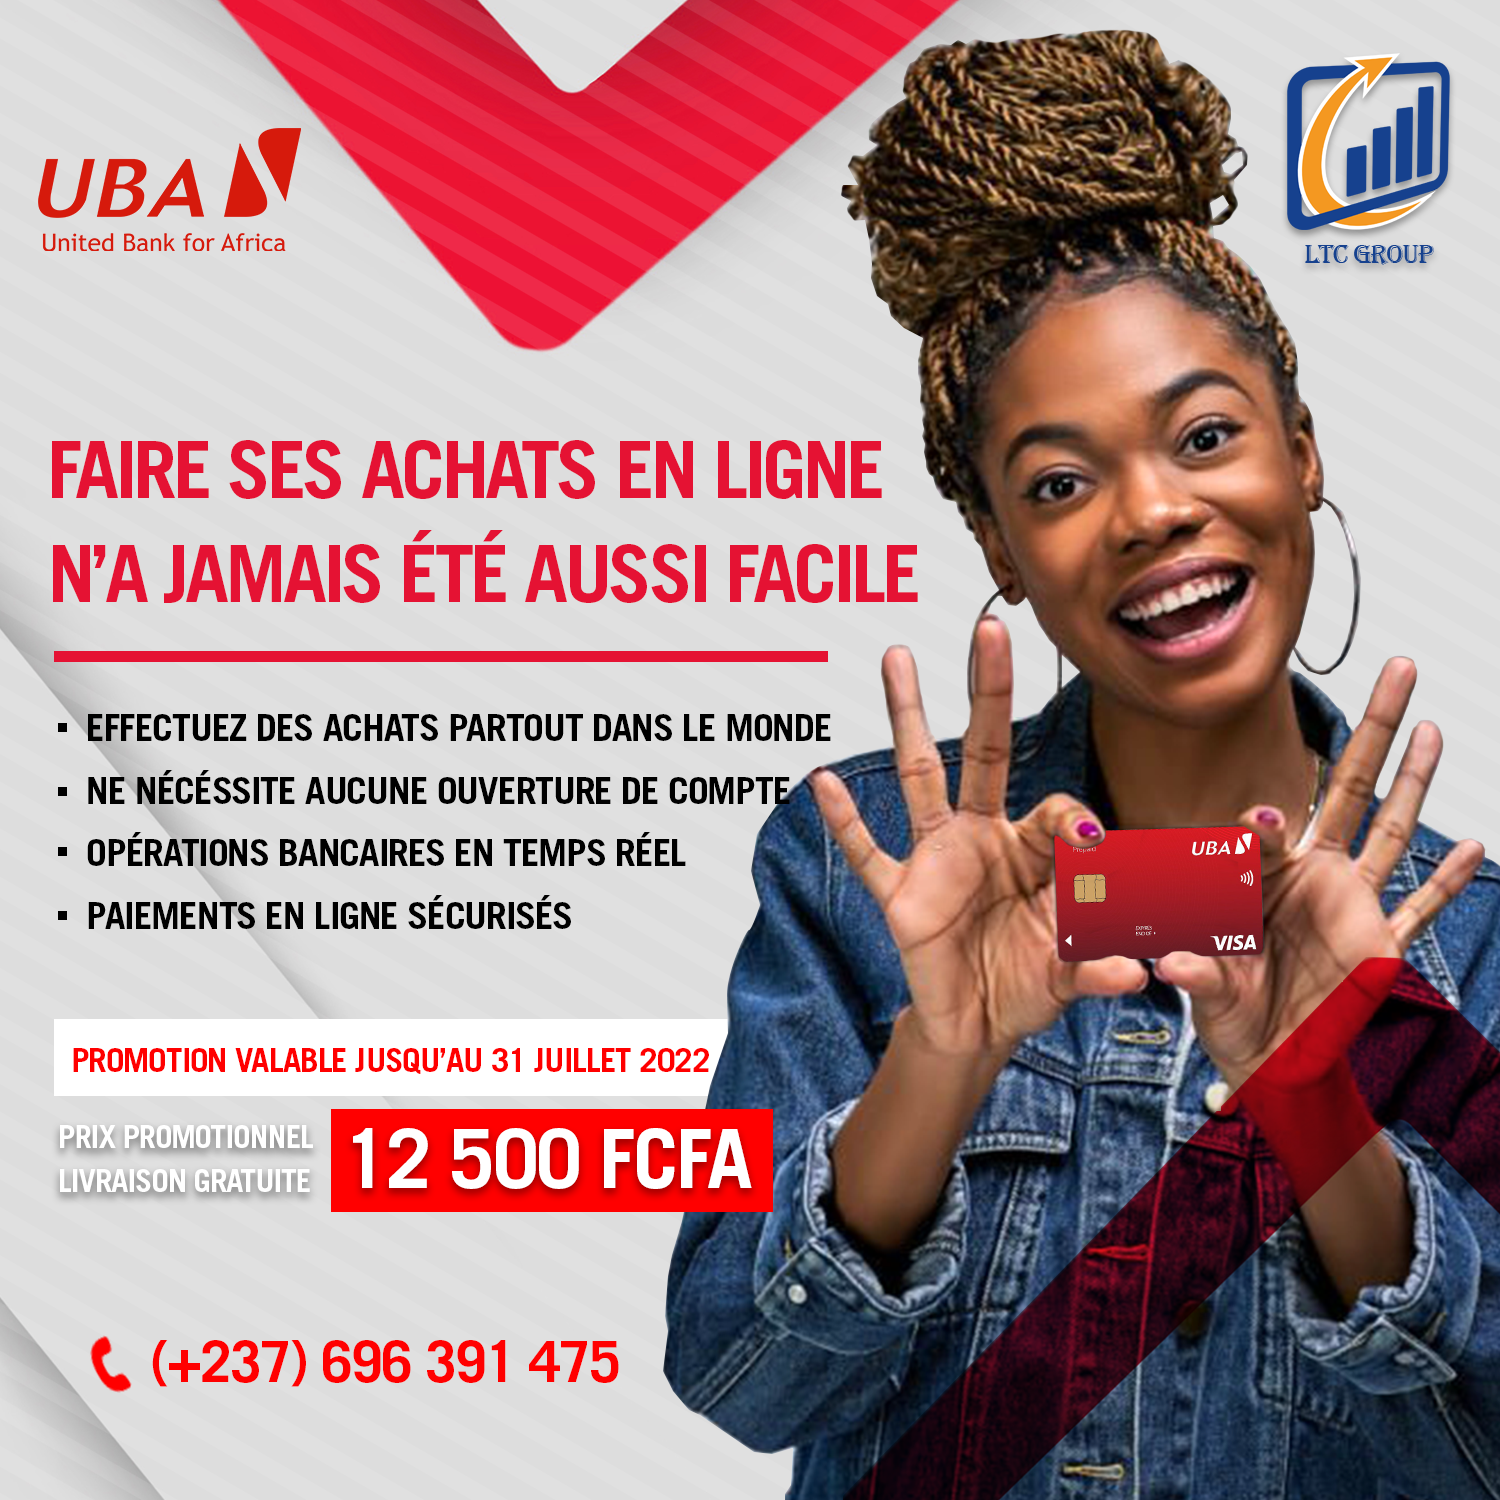 UBA
United Bank for Africa
LTC GROUP
FAIRE SES ACHATS EN LIGNE
N'A JAMAIS ÉTÉ AUSSI FACILE
▪ EFFECTUEZ DES ACHATS PARTOUT DANS LE MONDE
▪ NE NÉCÉSSITE AUCUNE OUVERTURE DE COMPTE
▪ OPÉRATIONS BANCAIRES EN TEMPS RÉEL
▪ PAIEMENTS EN LIGNE SÉCURISÉS
Prepaid
UBA
VISA
PROMOTION VALABLE JUSQU'AU 31 JUILLET 2022
PRIX PROMOTIONNEL
LIVRAISON GRATUITE
12 500 FCFA
(+237) 696 391 475